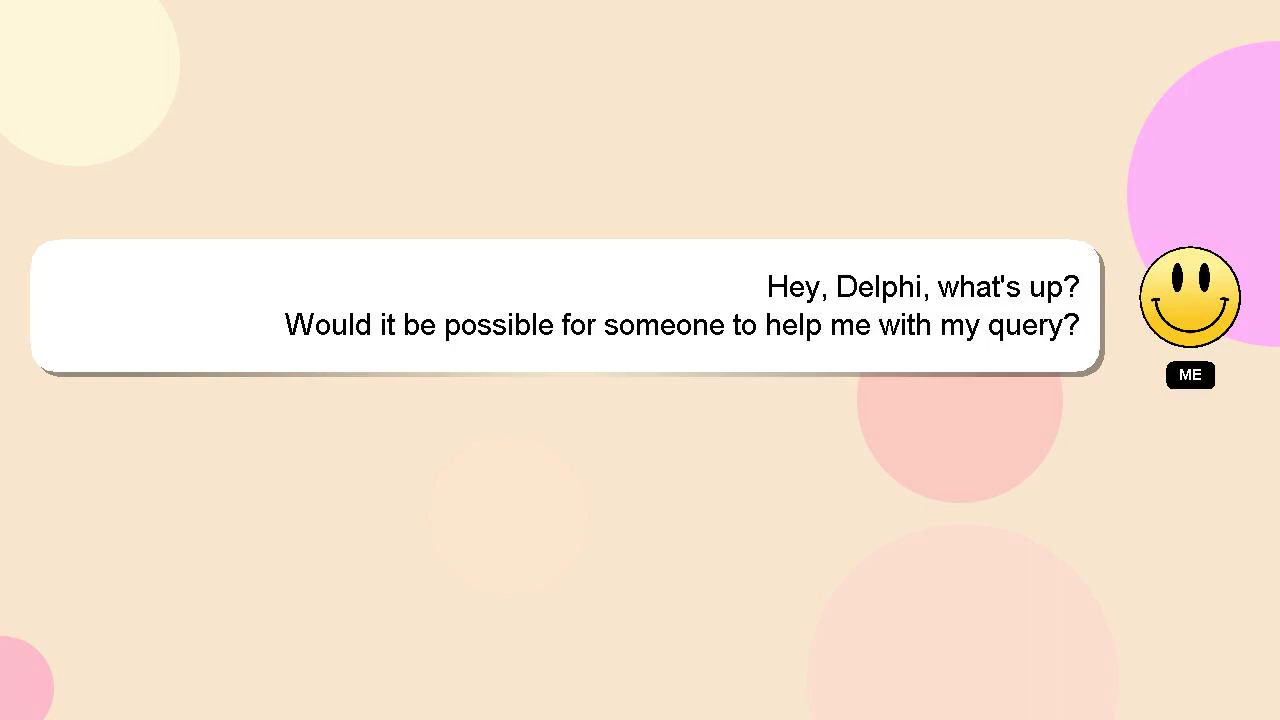 Hey, Delphi, what's up?
Would it be possible for someone to help me with my query?
ME